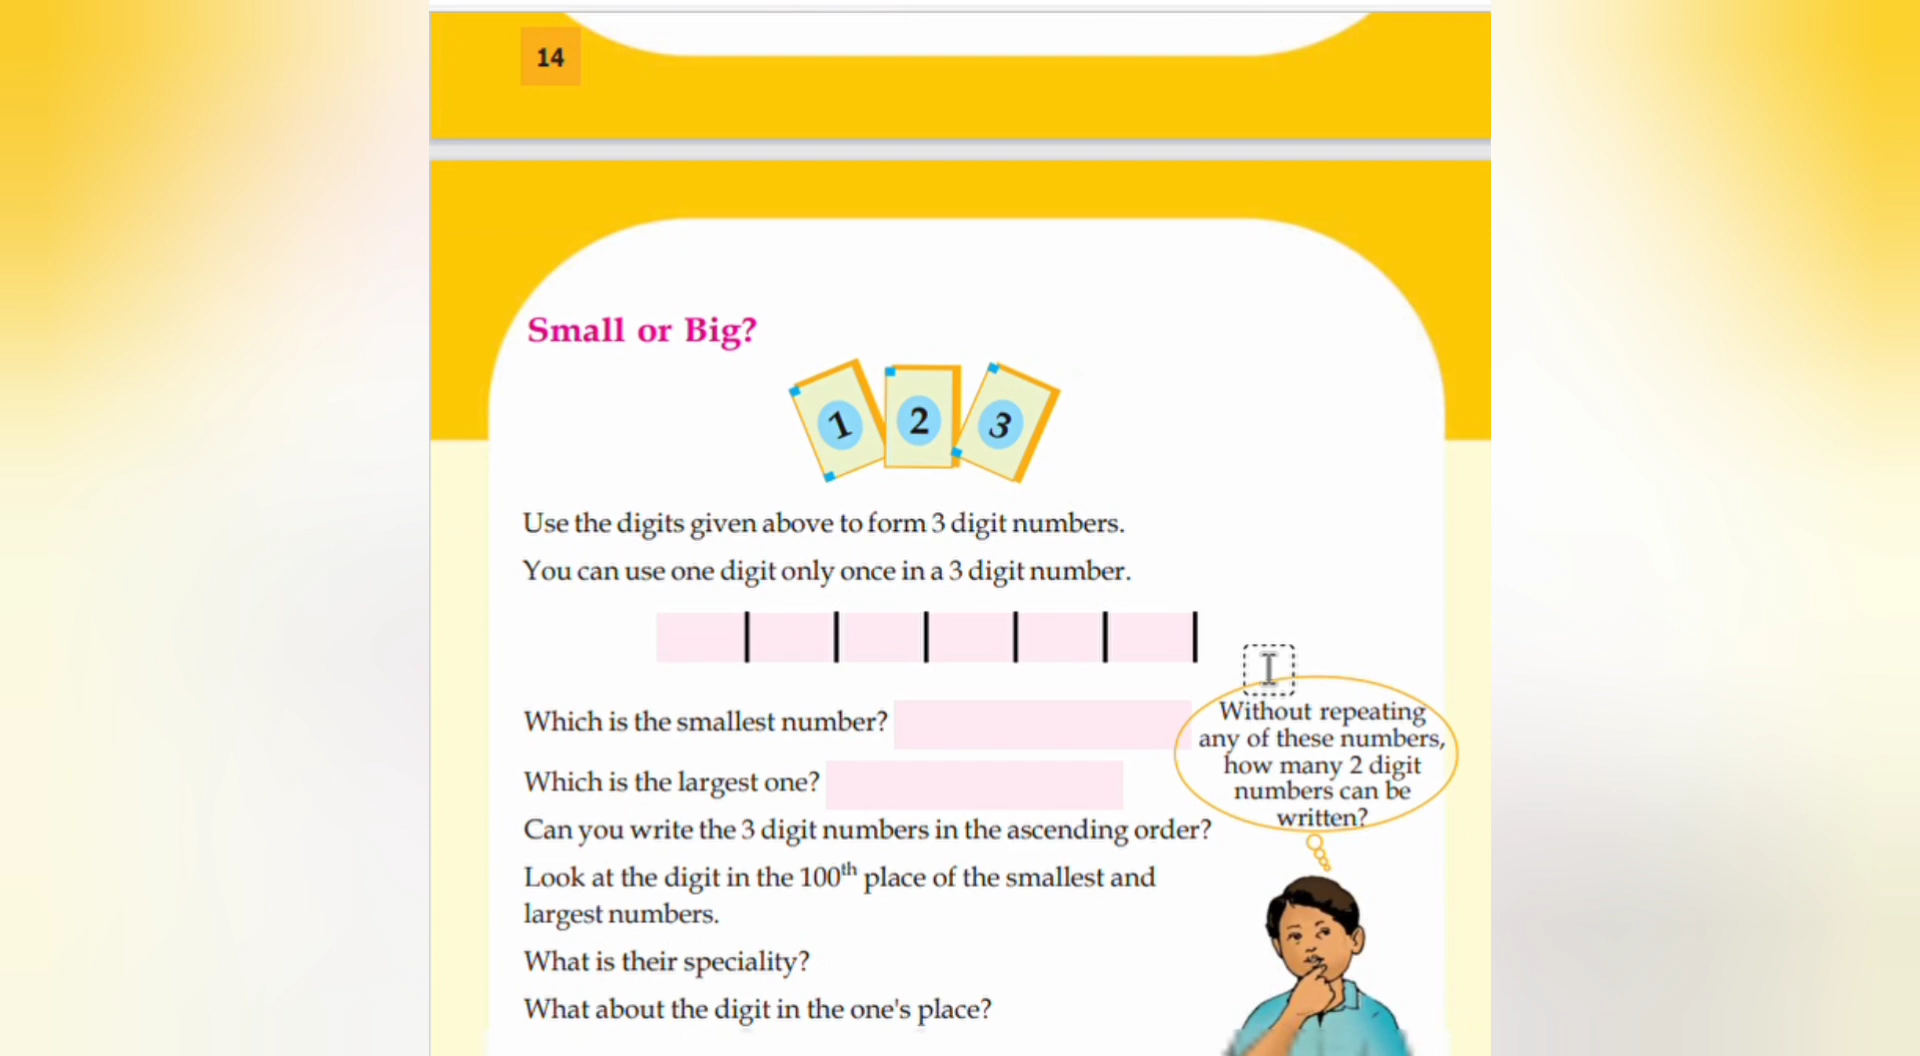 14
Small or Big?
1 2 3
Use the digits given above to form 3 digit numbers.
You can use one digit only once in a 3 digit number.
Which is the smallest number?
Which is the largest one?
Without repeating
any of these numbers,
how many 2 digit
numbers can be
written?
Can you write the 3 digit numbers in the ascending order?
Look at the digit in the 100th place of the smallest and
largest numbers.
What is their speciality?
What about the digit in the one's place?